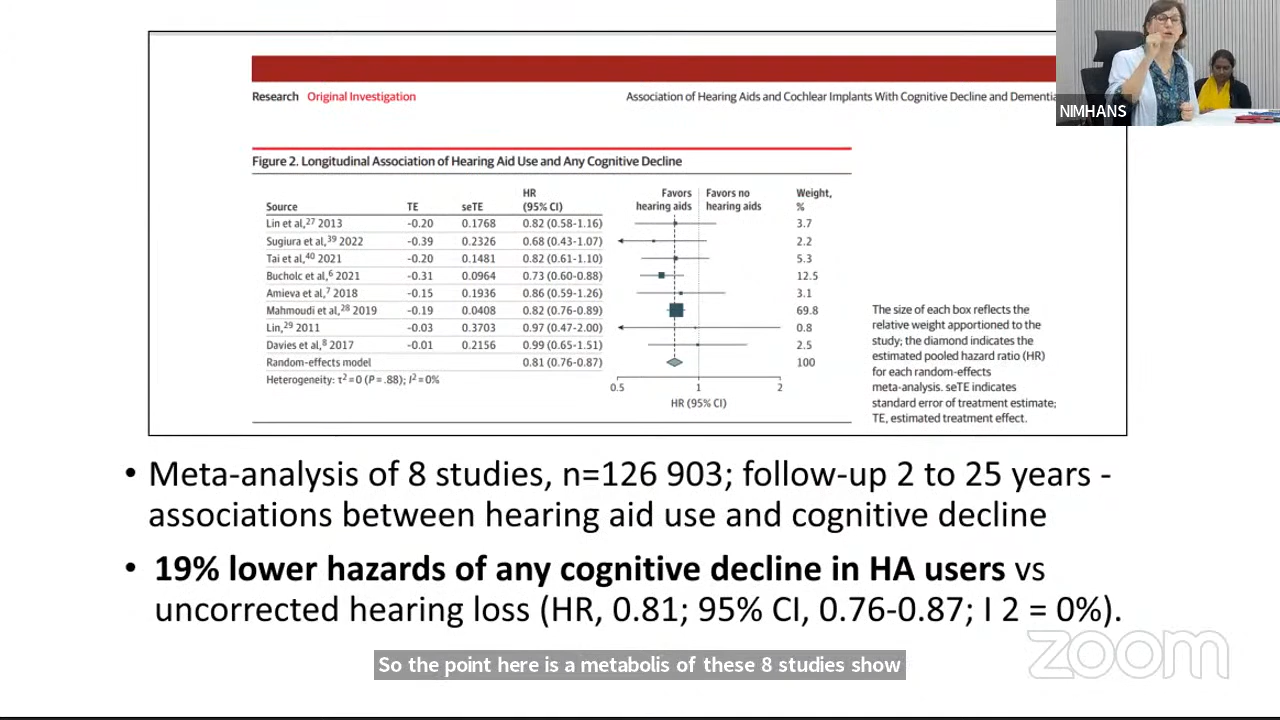 Research Original Investigation
Association of Hearing Aids and Cochlear Implants With Cognitive Decline and Dementia
NIMHANS
Figure 2. Longitudinal Association of Hearing Aid Use and Any Cognitive Decline
Source TE seTE HR (95% CI) Favors hearing aids Favors no hearing aids Weight, %
Lin et al,27 2013 -0.20 0.1768 0.82 (0.58-1.16) 3.7
Sugiura et al,39 2022 -0.39 0.2326 0.68 (0.43-1.07) 2.2
Tai et al,40 2021 -0.20 0.1481 0.82 (0.61-1.10) 5.3
Bucholc et al,6 2021 -0.31 0.0964 0.73 (0.60-0.88) 12.5
Amieva et al,7 2018 -0.15 0.1936 0.86 (0.59-1.26) 3.1
Mahmoudi et al,28 2019 -0.19 0.0408 0.82 (0.76-0.89) 69.8
Lin,29 2011 -0.03 0.3703 0.97 (0.47-2.00) 0.8
Davies et al,8 2017 -0.01 0.2156 0.99 (0.65-1.51) 2.5
Random-effects model 0.81 (0.76-0.87) 100
Heterogeneity: τ2=0 (P=.88); I2=0%
0.5 1 2
HR (95% CI)
The size of each box reflects the
relative weight apportioned to the
study; the diamond indicates the
estimated pooled hazard ratio (HR)
for each random-effects
meta-analysis. seTE indicates
standard error of treatment estimate;
TE, estimated treatment effect.
• Meta-analysis of 8 studies, n=126 903; follow-up 2 to 25 years -
associations between hearing aid use and cognitive decline
• 19% lower hazards of any cognitive decline in HA users vs
uncorrected hearing loss (HR, 0.81; 95% CI, 0.76-0.87; I 2 = 0%).
zoom
So the point here is a metabolis of these 8 studies show